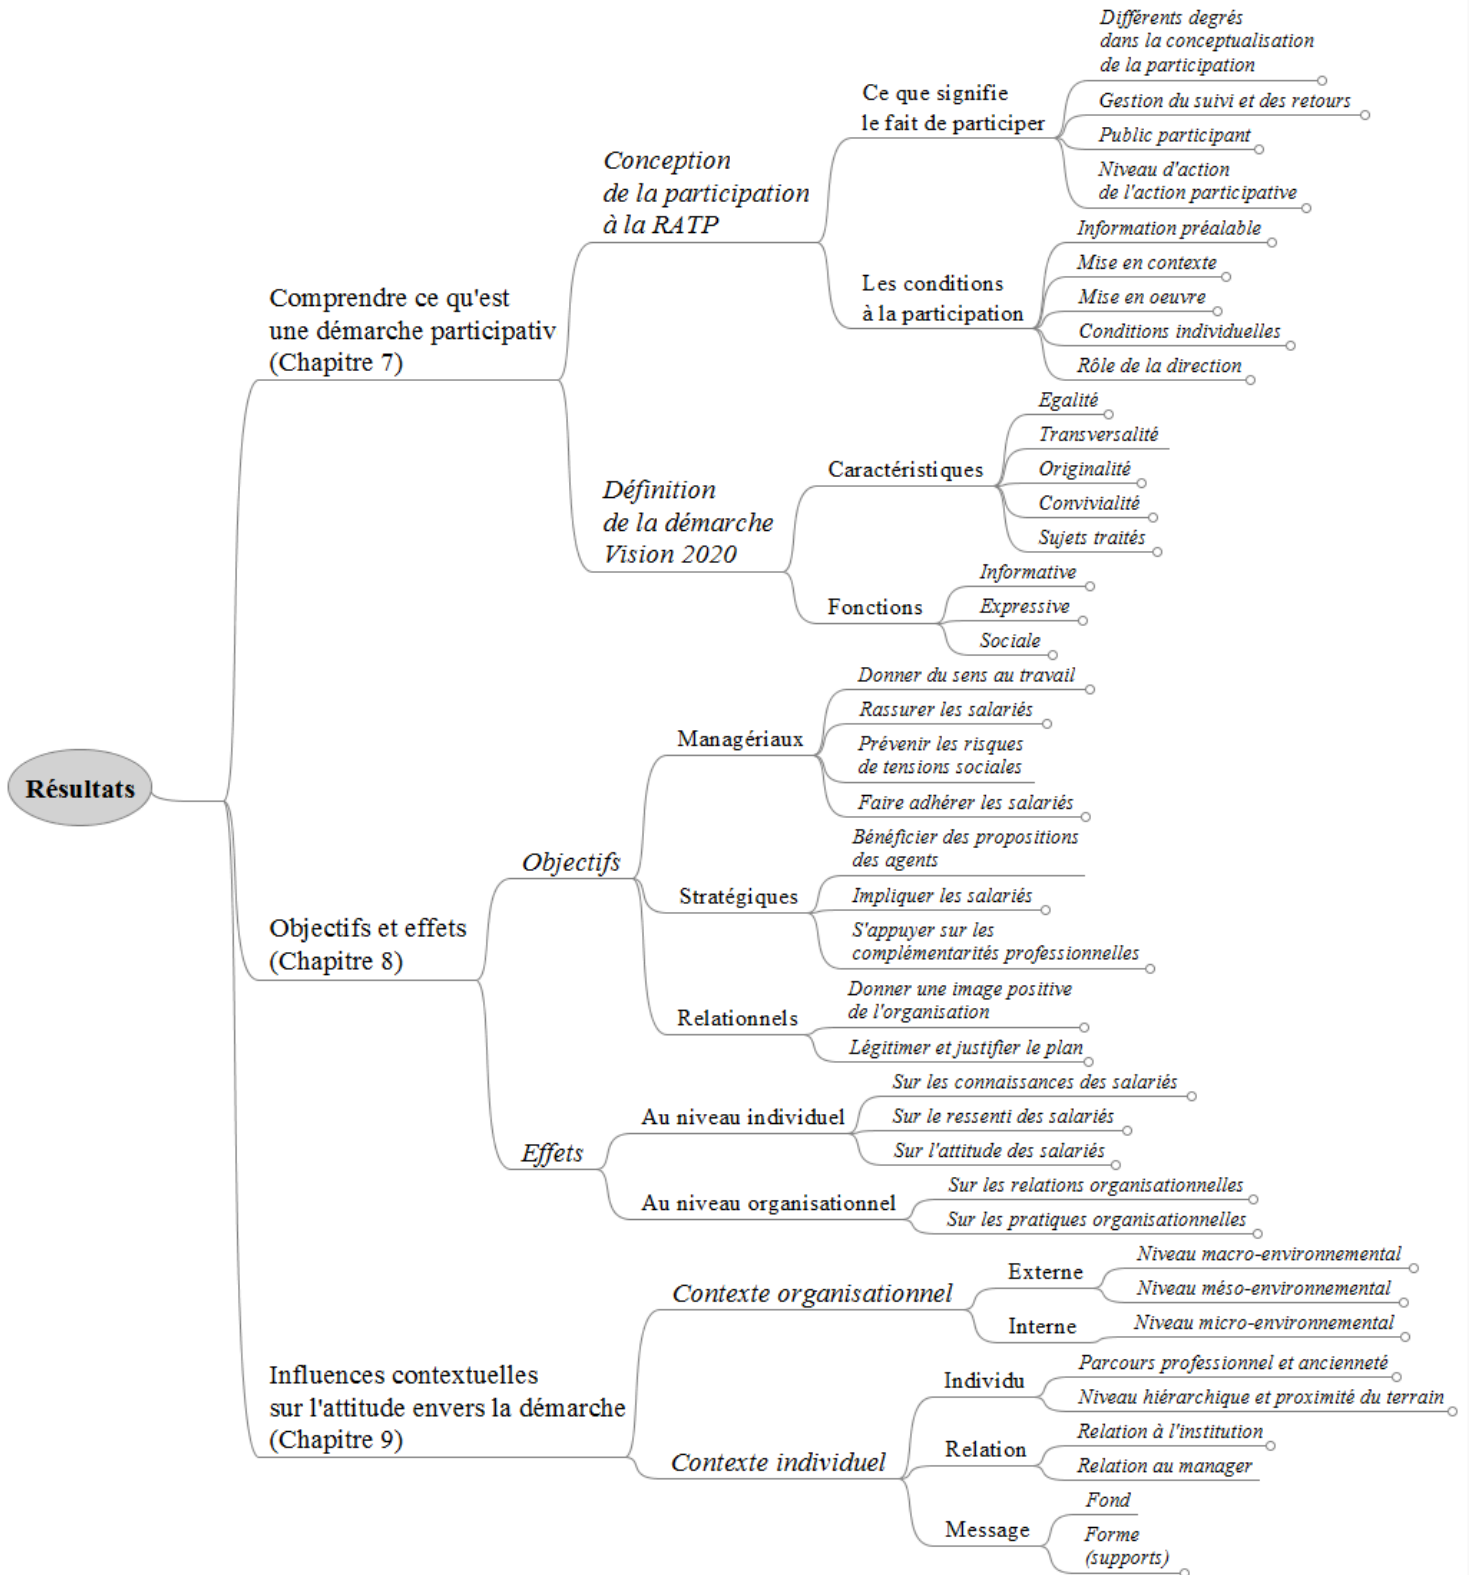 Résultats
Comprendre ce qu'est
une démarche participativ
(Chapitre 7)
Conception
de la participation
à la RATP
Ce que signifie
le fait de participer
Différents degrés
dans la conceptualisation
de la participation
Gestion du suivi et des retours
Public participant
Niveau d'action
de l'action participative
Les conditions
à la participation
Information préalable
Mise en contexte
Mise en oeuvre
Conditions individuelles
Rôle de la direction
Définition
de la démarche
Vision 2020
Caractéristiques
Egalité
Transversalité
Originalité
Convivialité
Sujets traités
Fonctions
Informative
Expressive
Sociale
Objectifs et effets
(Chapitre 8)
Objectifs
Managériaux
Donner du sens au travail
Rassurer les salariés
Prévenir les risques
de tensions sociales
Faire adhérer les salariés
Stratégiques
Bénéficier des propositions
des agents
Impliquer les salariés
S'appuyer sur les
complémentarités professionnelles
Relationnels
Donner une image positive
de l'organisation
Légitimer et justifier le plan
Effets
Au niveau individuel
Sur les connaissances des salariés
Sur le ressenti des salariés
Sur l'attitude des salariés
Au niveau organisationnel
Sur les relations organisationnelles
Sur les pratiques organisationnelles
Influences contextuelles
sur l'attitude envers la démarche
(Chapitre 9)
Contexte organisationnel
Externe
Niveau macro-environnemental
Niveau méso-environnemental
Interne
Niveau micro-environnemental
Contexte individuel
Individu
Parcours professionnel et ancienneté
Niveau hiérarchique et proximité du terrain
Relation
Relation à l'institution
Relation au manager
Message
Fond
Forme
(supports)